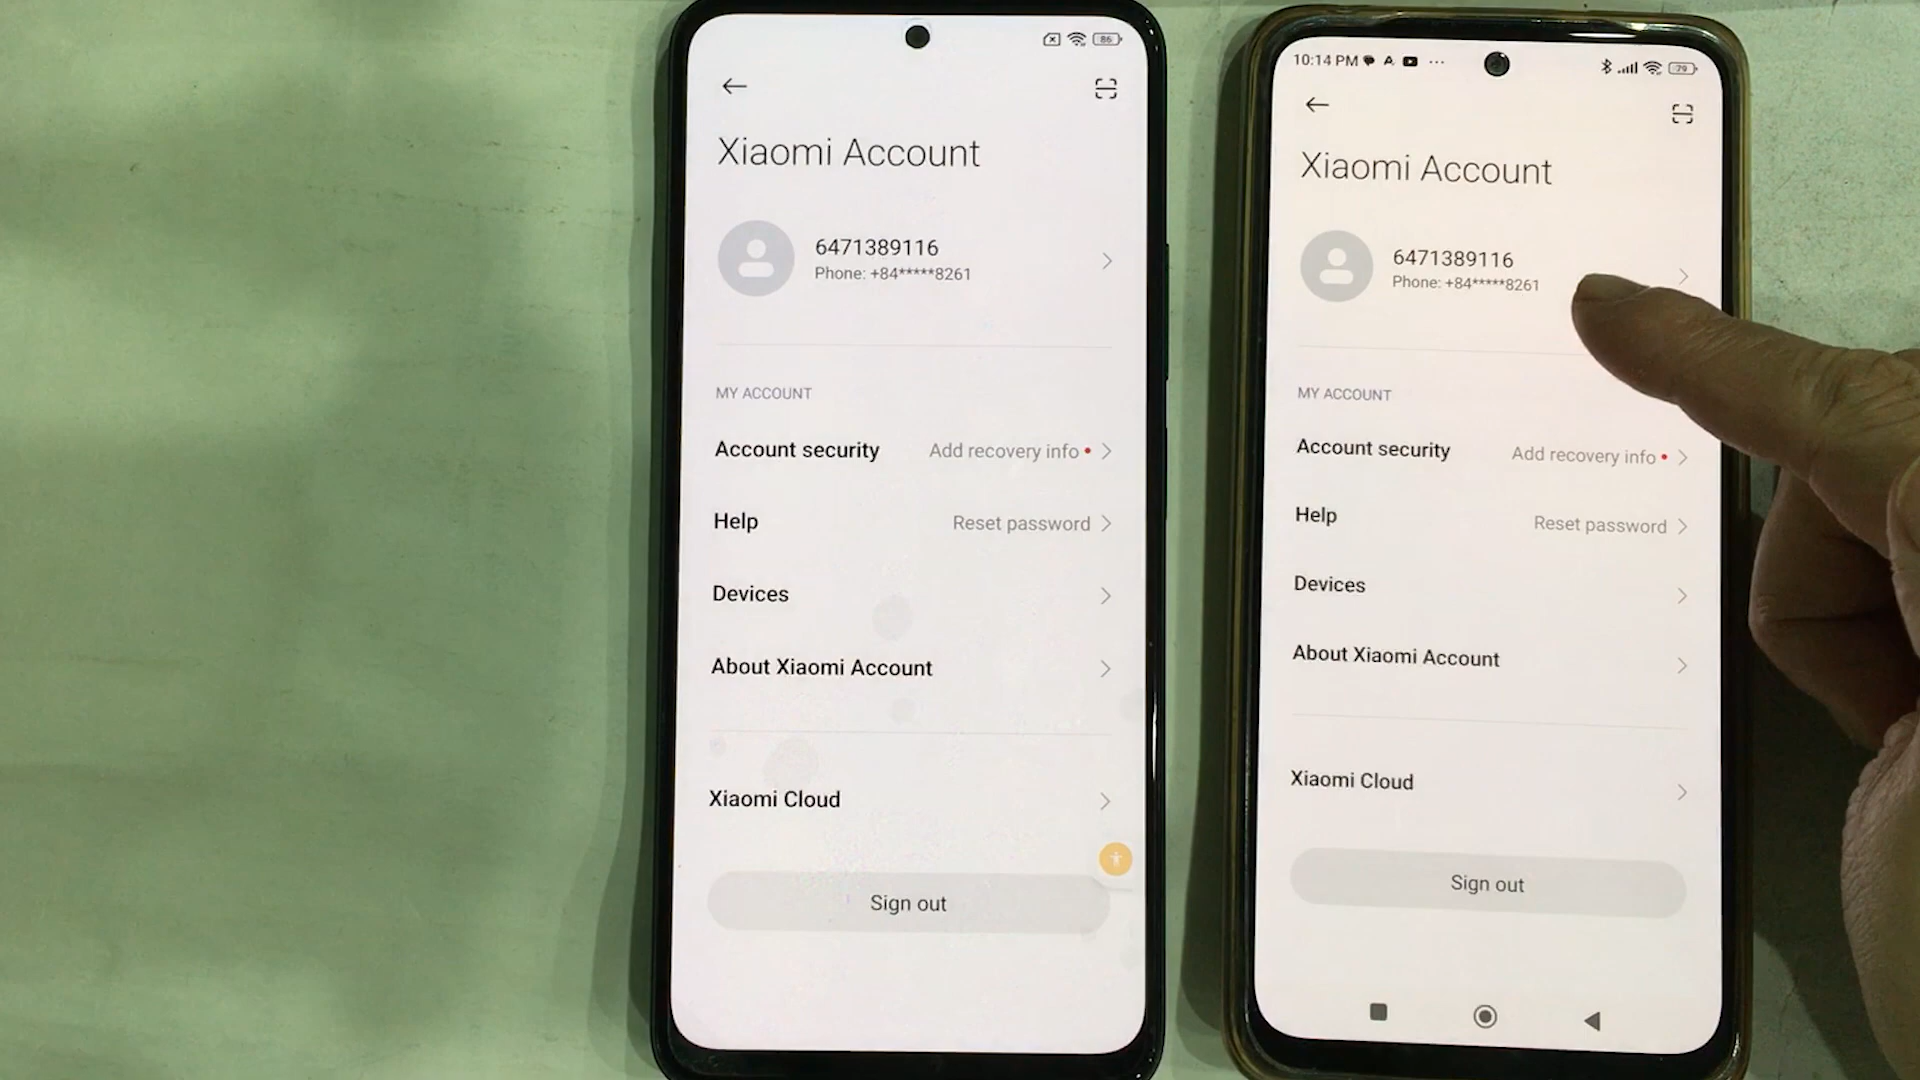 86
Xiaomi Account
6471389116
Phone: +84*****8261
MY ACCOUNT
Account security Add recovery info
Help Reset password
Devices
About Xiaomi Account
Xiaomi Cloud
Sign out
10:14 PM 79
Xiaomi Account
6471389116
Phone: +84*****8261
MY ACCOUNT
Account security Add recovery info
Help Reset password
Devices
About Xiaomi Account
Xiaomi Cloud
Sign out